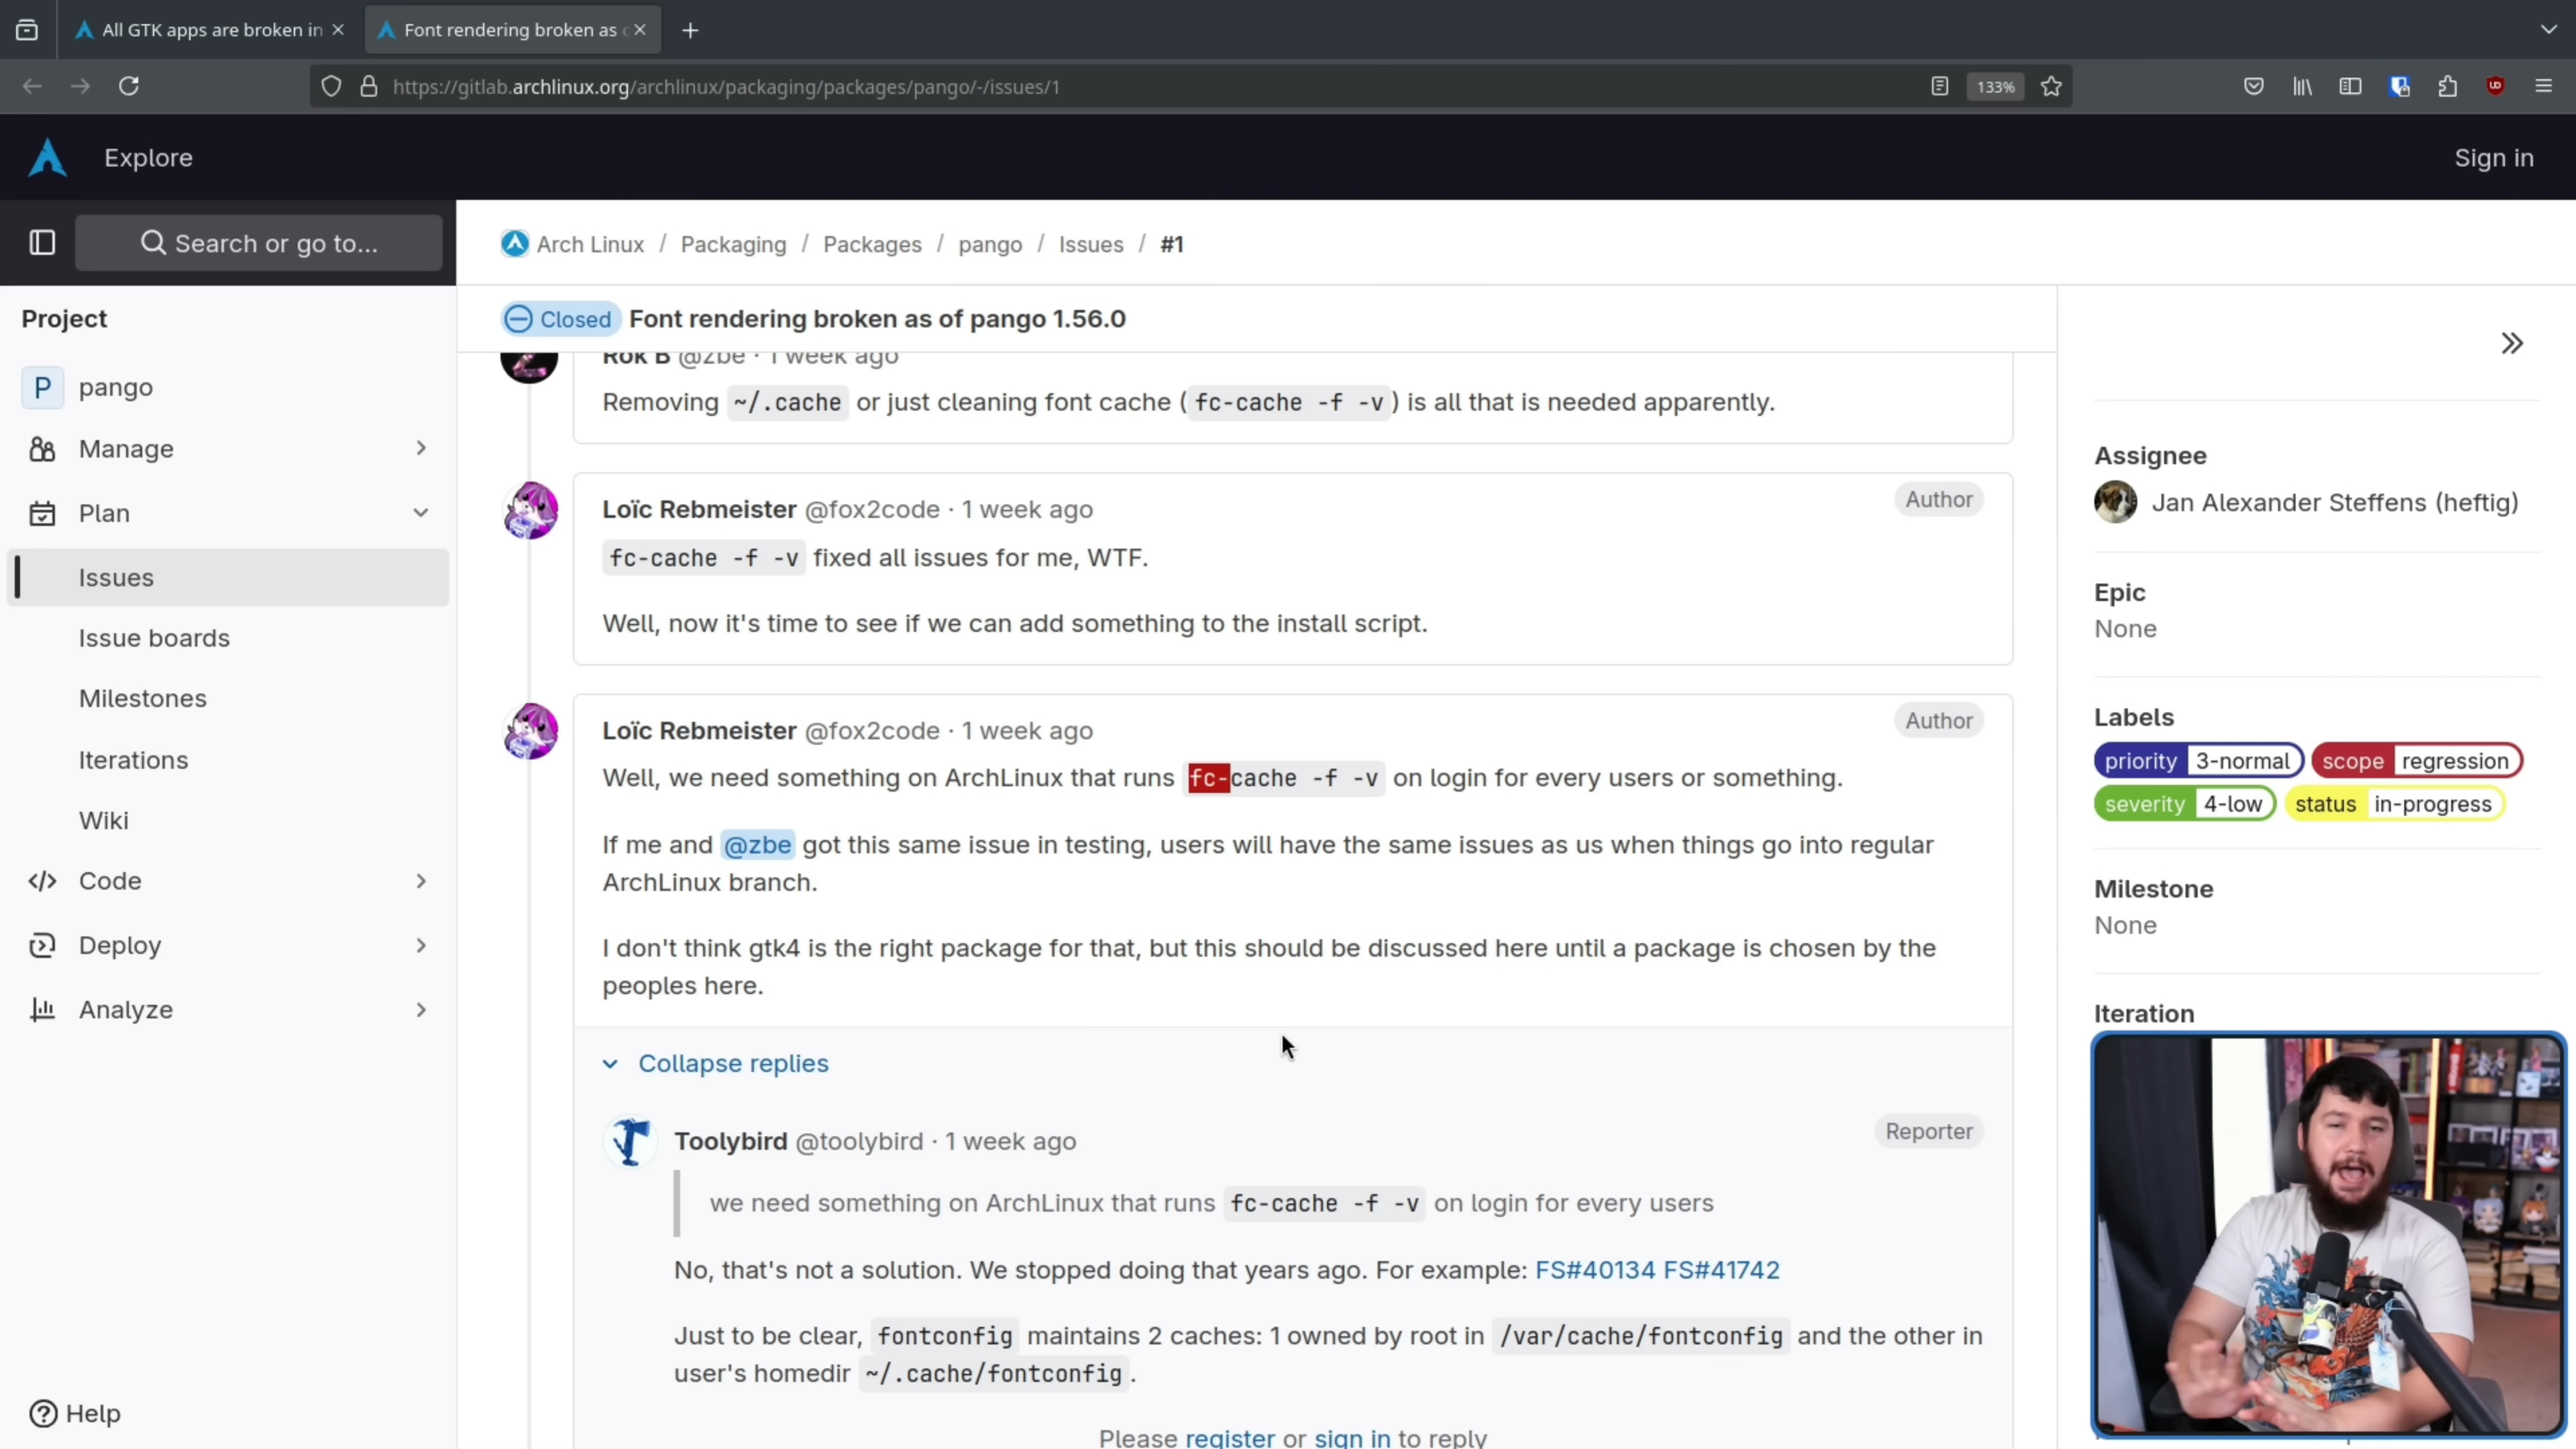 All GTK apps are broken in
Font rendering broken as
https://gitlab.archlinux.org/archlinux/packaging/packages/pango/-/issues/1
133%
Explore
Sign in
Search or go to...
Arch Linux / Packaging / Packages / pango / Issues / #1
Project
Closed Font rendering broken as of pango 1.56.0
P pango
Manage
Plan
Issues
Issue boards
Milestones
Iterations
Wiki
Code
Deploy
Analyze
Help
Rok B @zbe · 1 week ago
Removing ~/.cache or just cleaning font cache ( fc-cache -f -v ) is all that is needed apparently.
Loïc Rebmeister @fox2code · 1 week ago
Author
fc-cache -f -v fixed all issues for me, WTF.
Well, now it's time to see if we can add something to the install script.
Loïc Rebmeister @fox2code · 1 week ago
Author
Well, we need something on ArchLinux that runs fc-cache -f -v on login for every users or something.
If me and @zbe got this same issue in testing, users will have the same issues as us when things go into regular
ArchLinux branch.
I don't think gtk4 is the right package for that, but this should be discussed here until a package is chosen by the
peoples here.
Collapse replies
Toolybird @toolybird · 1 week ago
Reporter
we need something on ArchLinux that runs fc-cache -f -v on login for every users
No, that's not a solution. We stopped doing that years ago. For example: FS#40134 FS#41742
Just to be clear, fontconfig maintains 2 caches: 1 owned by root in /var/cache/fontconfig and the other in
user's homedir ~/.cache/fontconfig .
Please register or sign in to reply
Assignee
Jan Alexander Steffens (heftig)
Epic
None
Labels
priority 3-normal scope regression
severity 4-low status in-progress
Milestone
None
Iteration